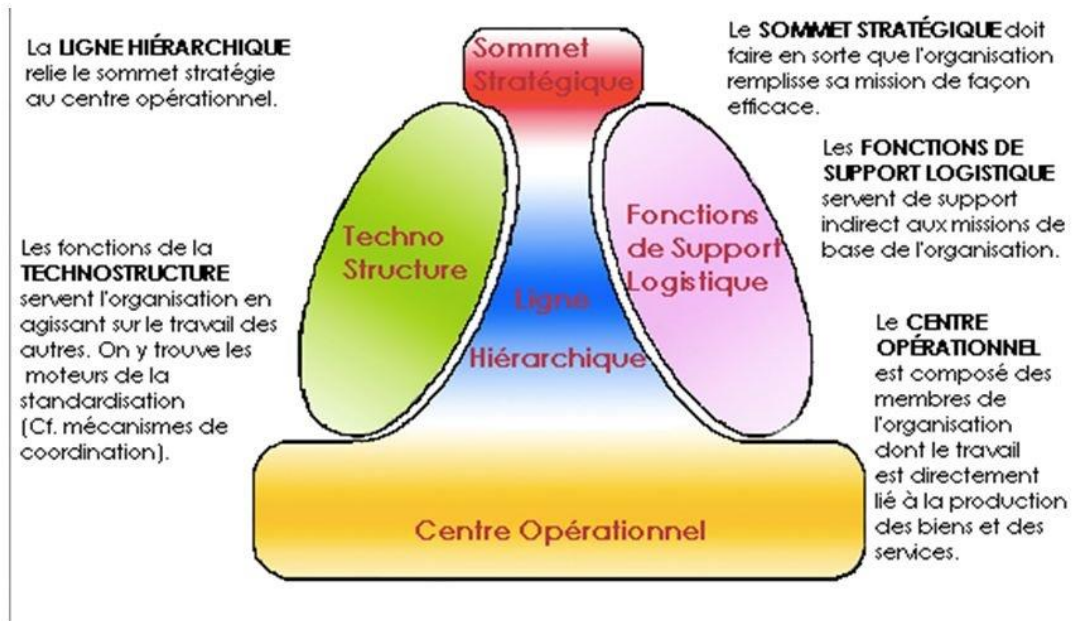 La LIGNE HIÉRARCHIQUE
relie le sommet stratégie
au centre opérationnel.
Sommet
Stratégique
Le SOMMET STRATÉGIQUE doit
faire en sorte que l'organisation
remplisse sa mission de façon
efficace.
Les FONCTIONS DE
SUPPORT LOGISTIQUE
servent de support
indirect aux missions de
base de l'organisation.
Techno
Structure
Fonctions
de Support
Logistique
Les fonctions de la
TECHNOSTRUCTURE
servent l'organisation en
agissant sur le travail des
autres. On y trouve les
moteurs de la
standardisation
(Cf. mécanismes de
coordination).
Ligne
Hiérarchique
Le CENTRE
OPÉRATIONNEL
est composé des
membres de
l'organisation
dont le travail
est directement
lié à la production
des biens et des
services.
Centre Opérationnel